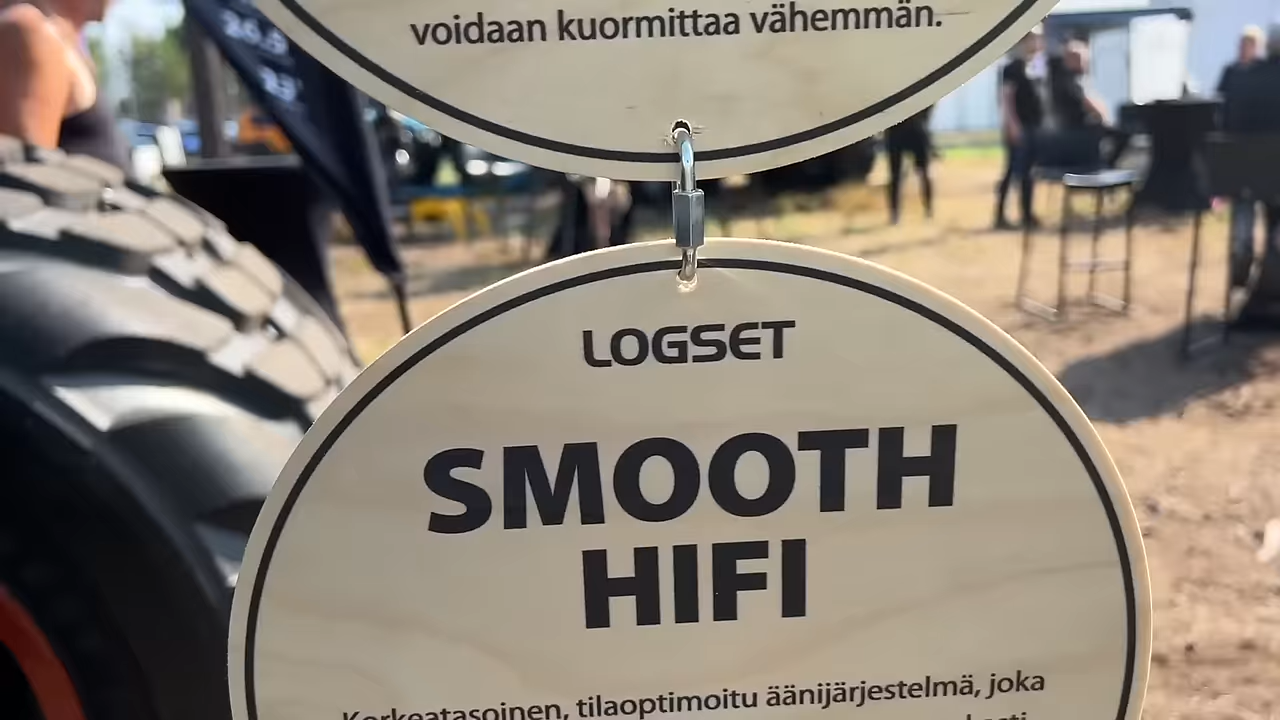 voidaan kuormittaa vähemmän.
LOGSET
SMOOTH
HIFI
Korkeatasoinen, tilaoptimoitu äänijärjestelmä, joka